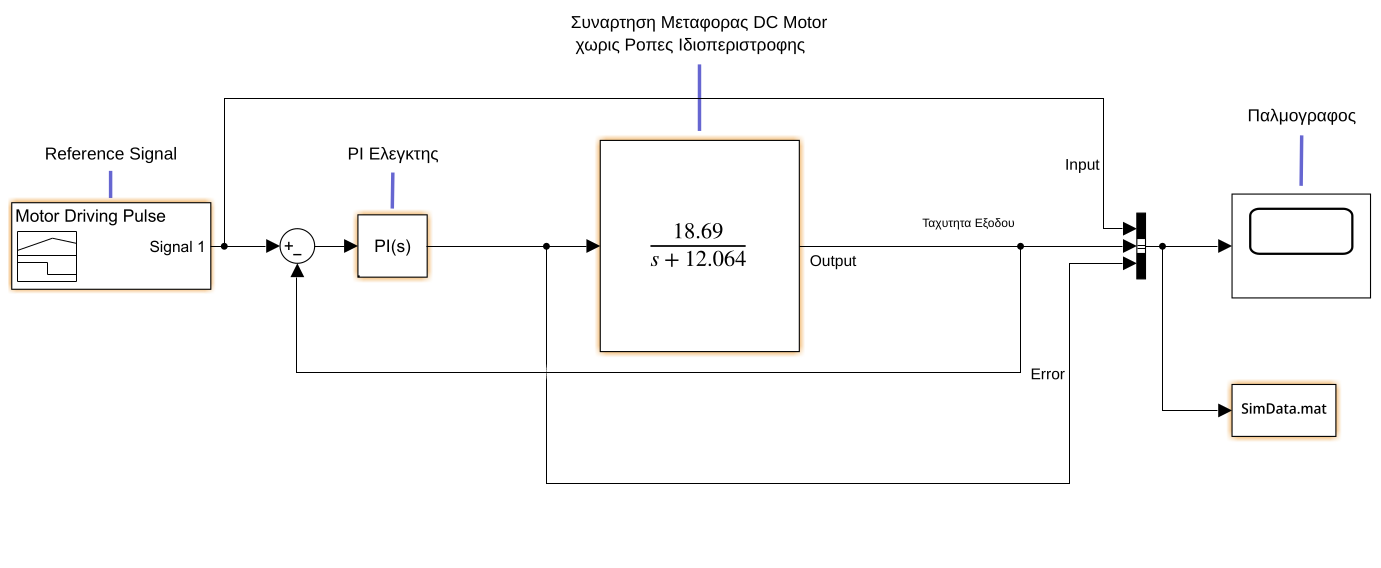 Συναρτηση Μεταφορας DC Motor
χωρις Ροπες Ιδιοπεριστροφης
Παλμογραφος
Reference Signal
PI Ελεγκτης
Input
Motor Driving Pulse
Signal 1
+
−
PI(s)
18.69
s + 12.064
Ταχυτητα Εξοδου
Output
Error
SimData.mat